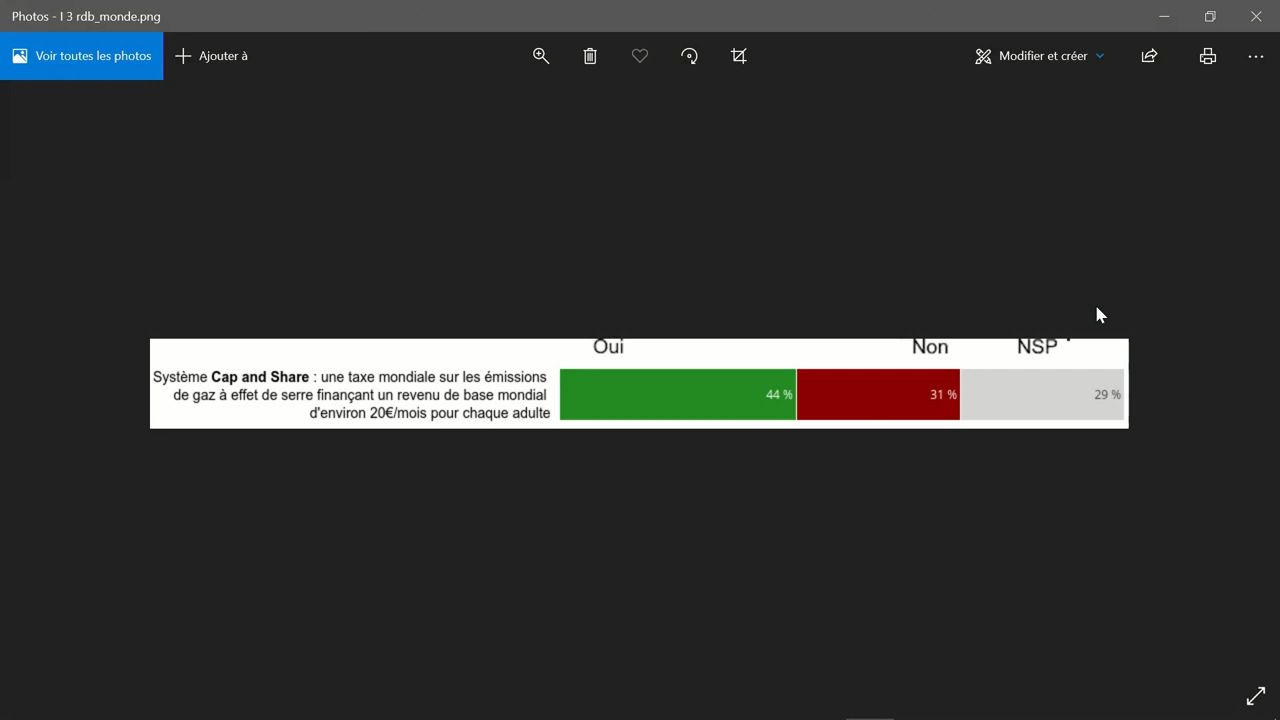 Photos - I 3 rdb_monde.png
Voir toutes les photos
Ajouter à
Modifier et créer
Oui Non NSP
Système Cap and Share : une taxe mondiale sur les émissions
de gaz à effet de serre finançant un revenu de base mondial
d'environ 20€/mois pour chaque adulte
44 % 31 % 29 %